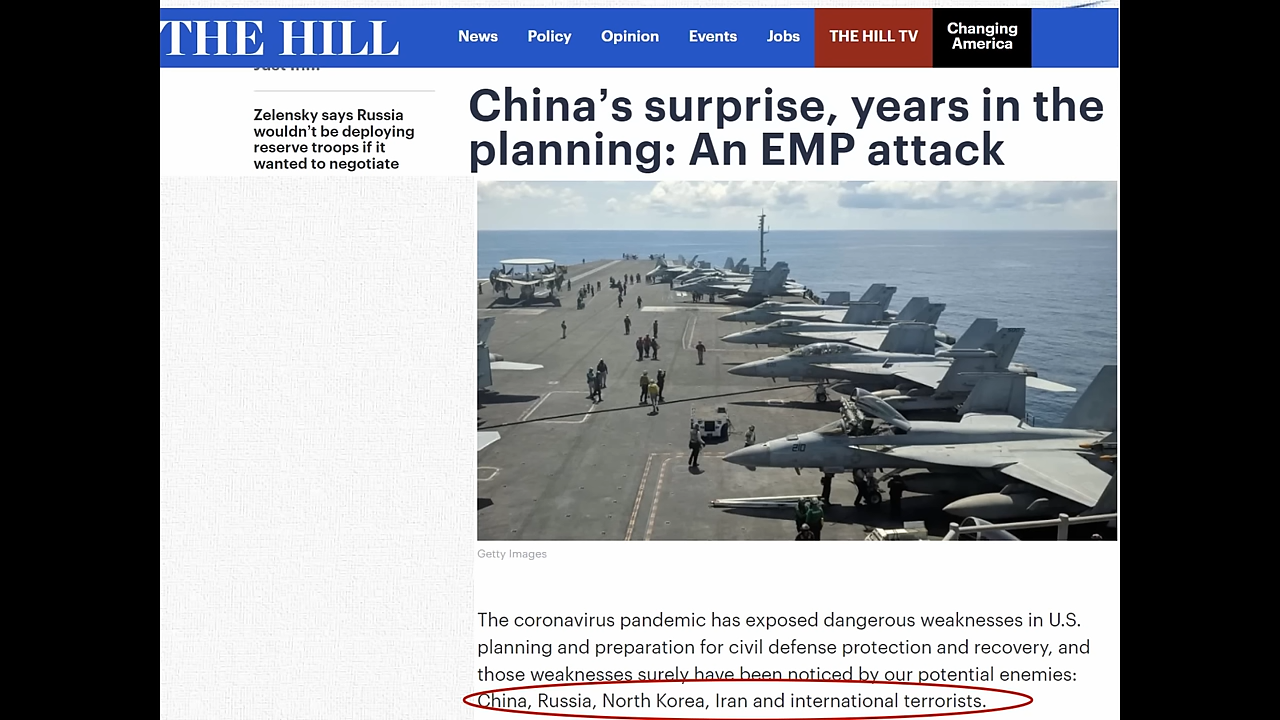 THE HILL
News Policy Opinion Events Jobs THE HILL TV Changing
America
Zelensky says Russia
wouldn’t be deploying
reserve troops if it
wanted to negotiate
China’s surprise, years in the
planning: An EMP attack
210
Getty Images
The coronavirus pandemic has exposed dangerous weaknesses in U.S.
planning and preparation for civil defense protection and recovery, and
those weaknesses surely have been noticed by our potential enemies:
China, Russia, North Korea, Iran and international terrorists.